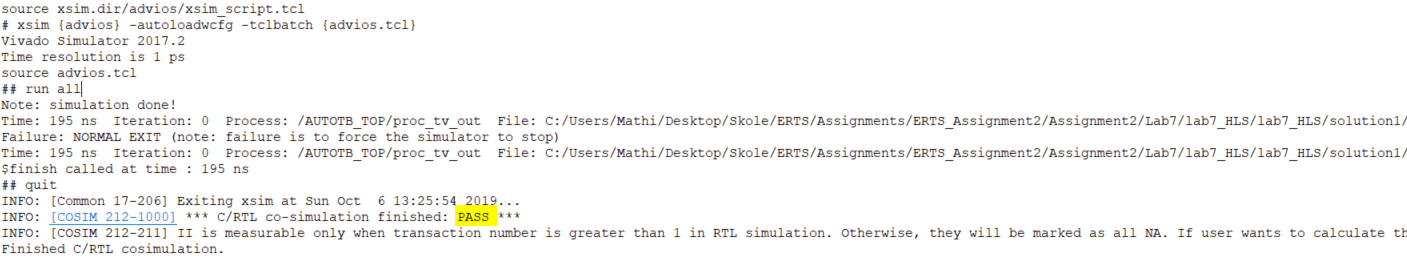 source xsim.dir/advios/xsim_script.tcl
# xsim {advios} -autoloadwcfg -tclbatch {advios.tcl}
Vivado Simulator 2017.2
Time resolution is 1 ps
source advios.tcl
## run all
Note: simulation done!
Time: 195 ns  Iteration: 0  Process: /AUTOTB_TOP/proc_tv_out  File: C:/Users/Mathi/Desktop/Skole/ERTS/Assignments/ERTS_Assignment2/Assignment2/Lab7/lab7_HLS/lab7_HLS/solution1/
Failure: NORMAL EXIT (note: failure is to force the simulator to stop)
Time: 195 ns  Iteration: 0  Process: /AUTOTB_TOP/proc_tv_out  File: C:/Users/Mathi/Desktop/Skole/ERTS/Assignments/ERTS_Assignment2/Assignment2/Lab7/lab7_HLS/lab7_HLS/solution1/
$finish called at time : 195 ns
## quit
INFO: [Common 17-206] Exiting xsim at Sun Oct  6 13:25:54 2019...
INFO: [COSIM 212-1000] *** C/RTL co-simulation finished: PASS ***
INFO: [COSIM 212-211] II is measurable only when transaction number is greater than 1 in RTL simulation. Otherwise, they will be marked as all NA. If user wants to calculate th
Finished C/RTL cosimulation.